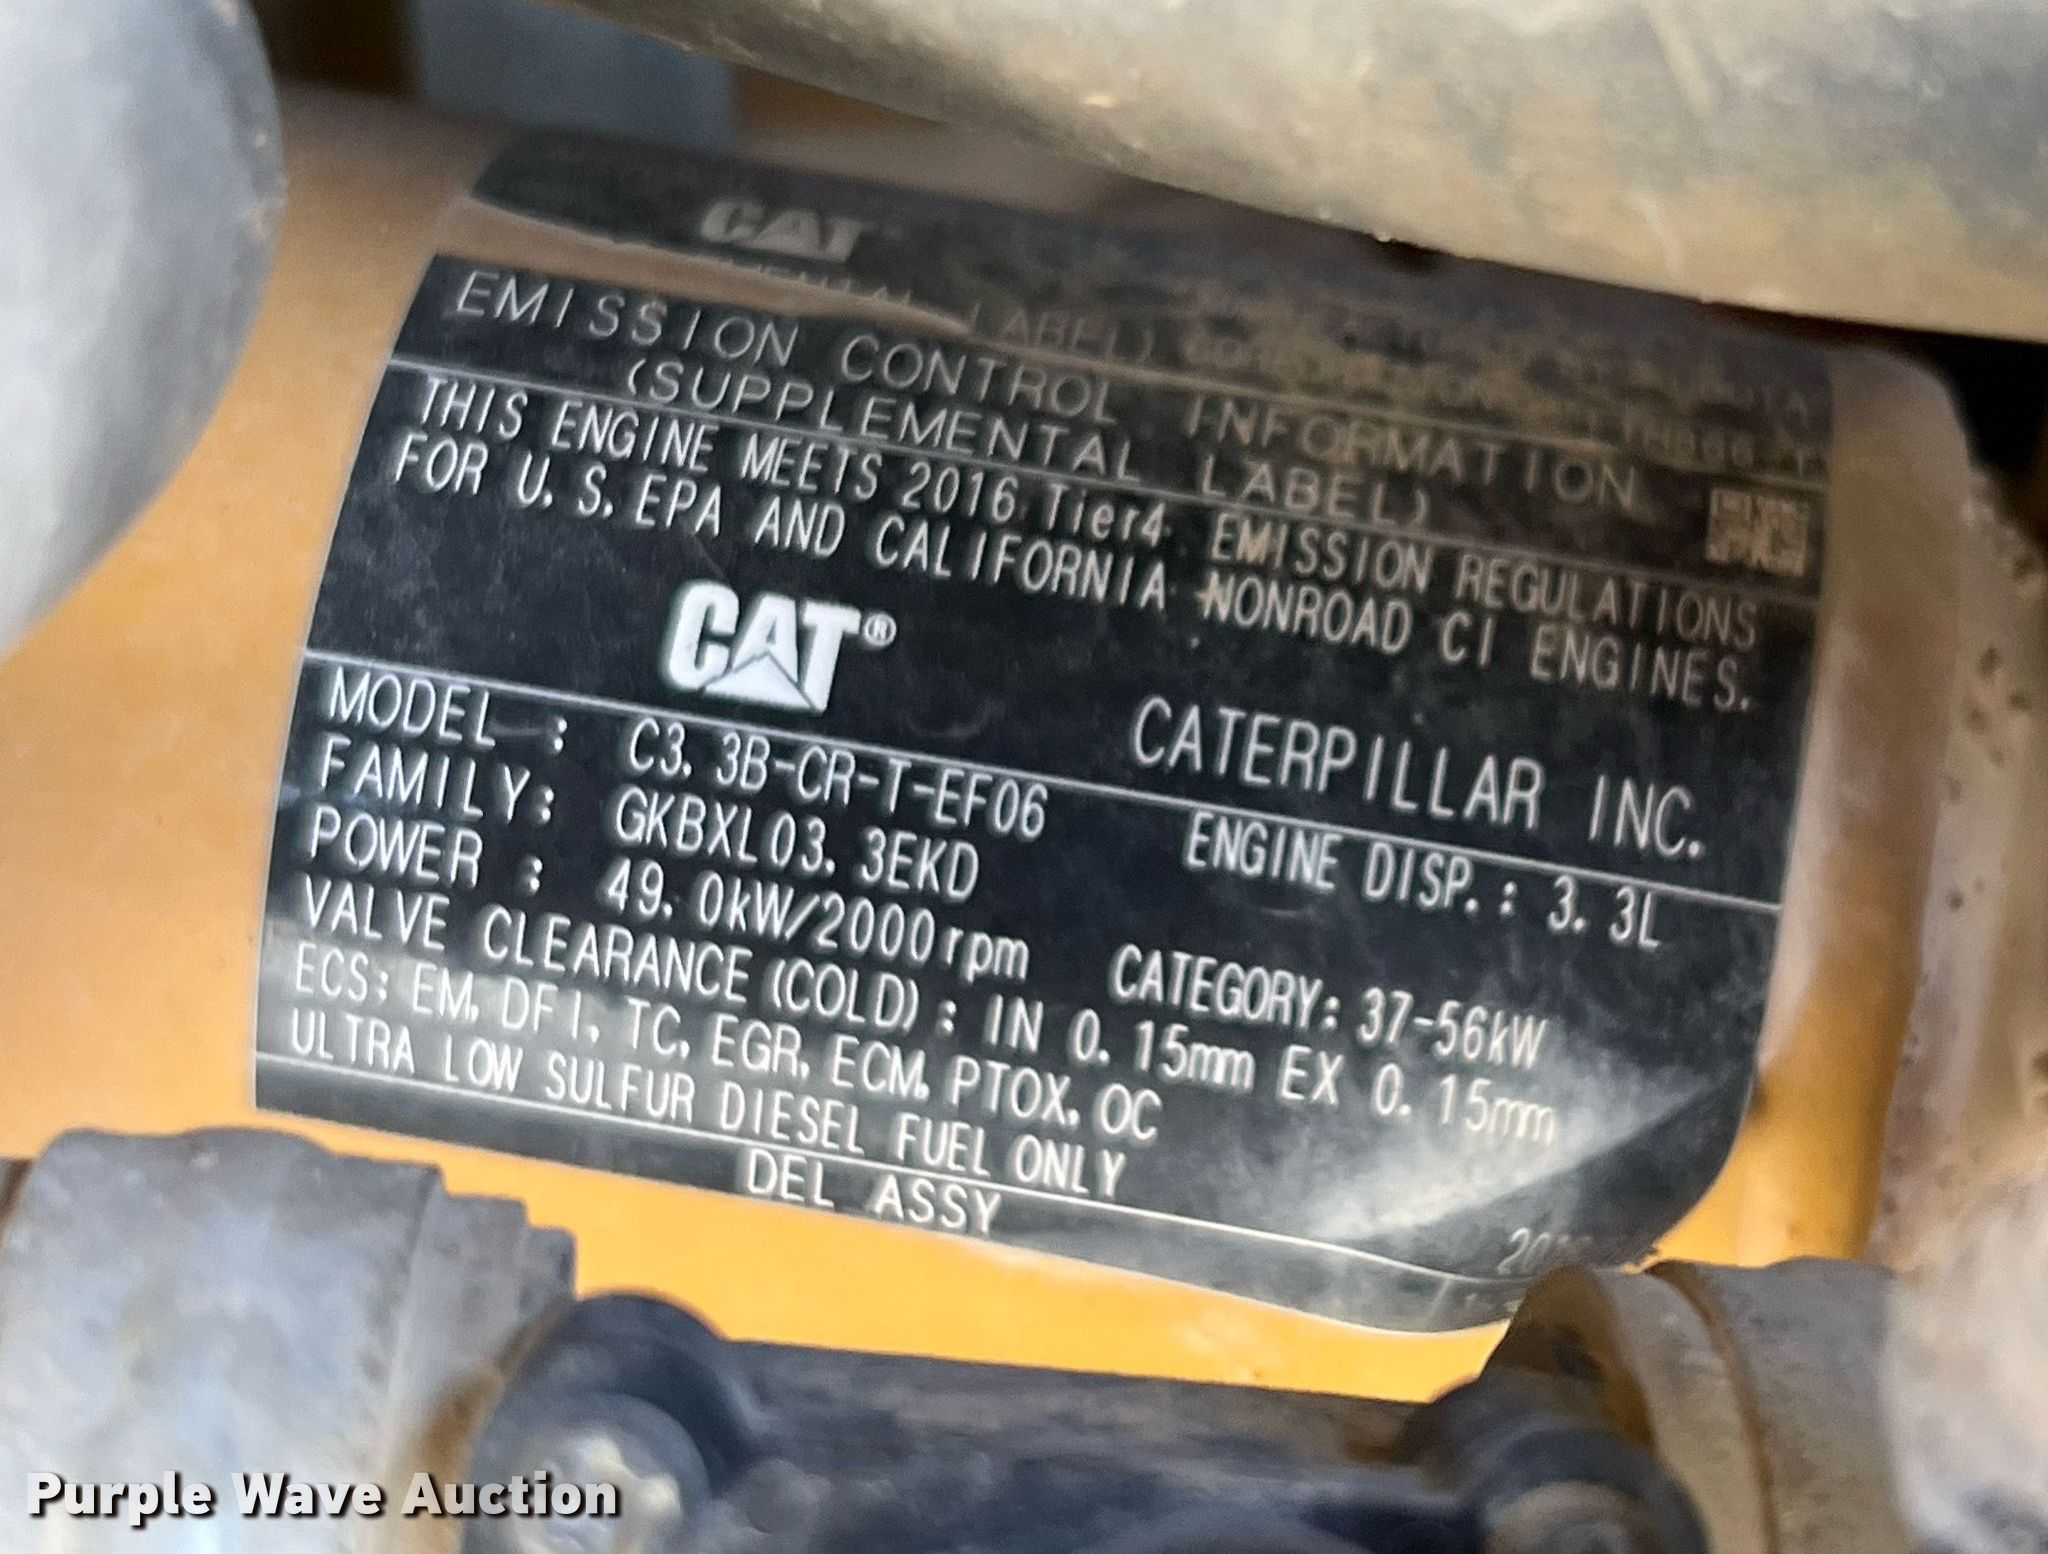 CAT
LABEL)
EMISSION CONTROL INFORMATION
(SUPPLEMENTAL LABEL)
THIS ENGINE MEETS 2016 Tier4 EMISSION REGULATIONS
FOR U.S.EPA AND CALIFORNIA NONROAD CI ENGINES.
CAT®
CATERPILLAR INC.
MODEL : C3.3B-CR-T-EF06 ENGINE DISP.: 3.3L
FAMILY: GKBXL03.3EKD
POWER : 49.0kW/2000rpm CATEGORY: 37-56kW
VALVE CLEARANCE (COLD) : IN 0.15mm EX 0.15mm
ECS: EM, DFI, TC, EGR, ECM, PTOX, OC
ULTRA LOW SULFUR DIESEL FUEL ONLY
DEL ASSY
Purple Wave Auction